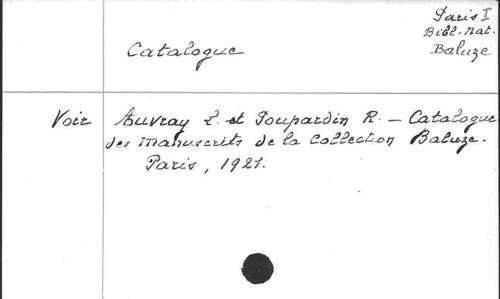 Paris I
Bibl. Nat.
Baluze
Catalogue
Voir Auvray L. et Poupardin R. — Catalogue
des manuscrits de la collection Baluze.
Paris, 1921.